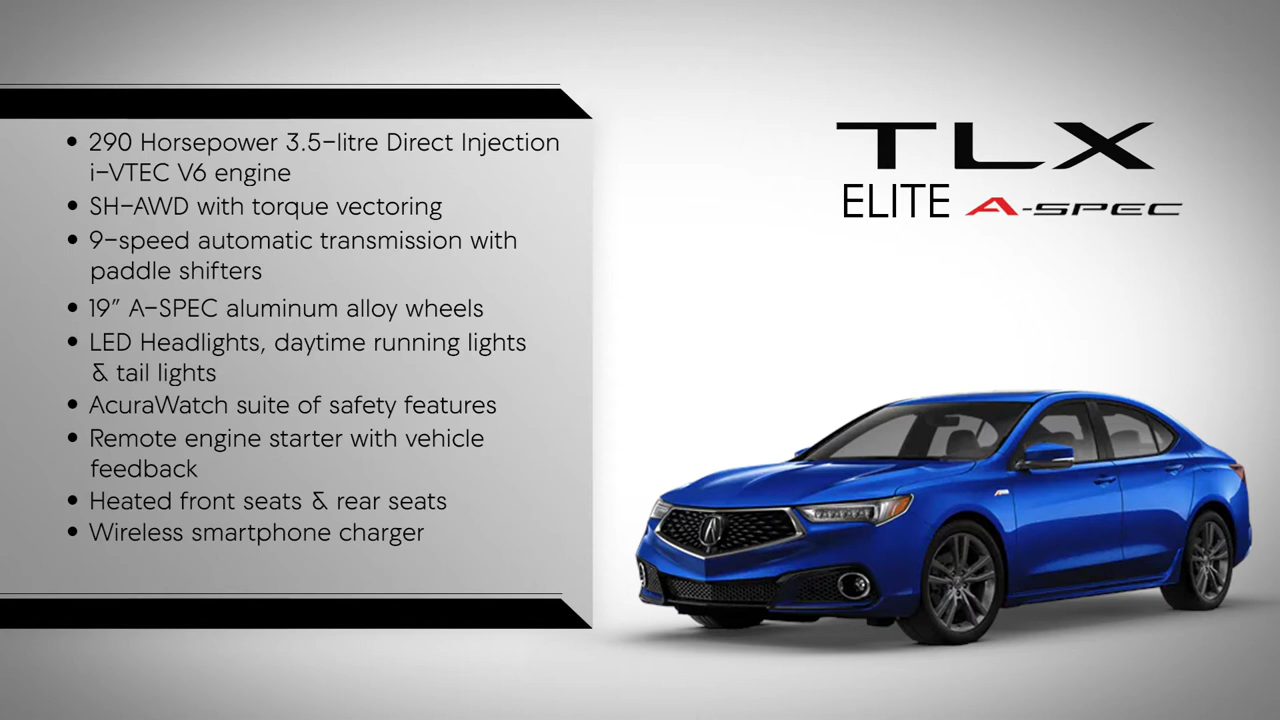 • 290 Horsepower 3.5-litre Direct Injection
i-VTEC V6 engine
• SH-AWD with torque vectoring
• 9-speed automatic transmission with
paddle shifters
• 19" A-SPEC aluminum alloy wheels
• LED Headlights, daytime running lights
& tail lights
• AcuraWatch suite of safety features
• Remote engine starter with vehicle
feedback
• Heated front seats & rear seats
• Wireless smartphone charger
TLX
ELITE A-SPEC